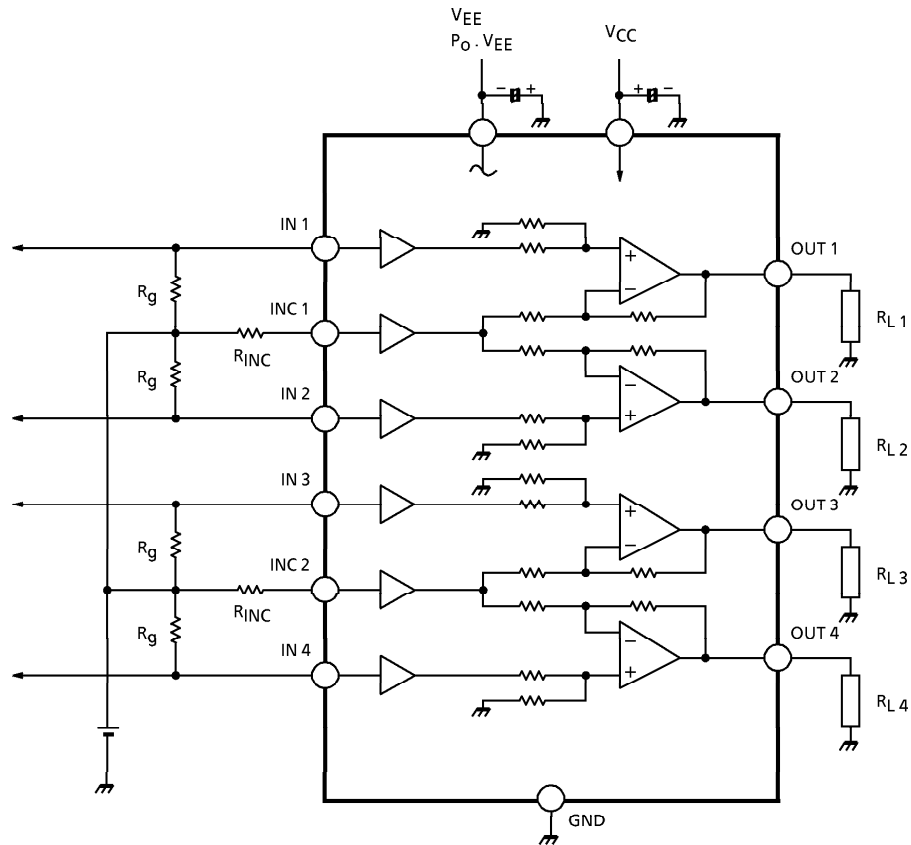 VEE
Po . VEE
VCC
- +
+ -
IN 1
OUT 1
+
Rg
INC 1
-
RL 1
RINC
Rg
OUT 2
IN 2
-
+
RL 2
IN 3
OUT 3
+
Rg
INC 2
-
RL 3
RINC
Rg
OUT 4
IN 4
-
+
RL 4
GND